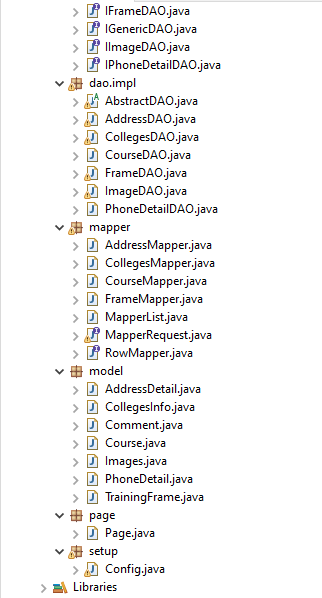 IFrameDAO.java
IGenericDAO.java
IImageDAO.java
IPhoneDetailDAO.java
dao.impl
AbstractDAO.java
AddressDAO.java
CollegesDAO.java
CourseDAO.java
FrameDAO.java
ImageDAO.java
PhoneDetailDAO.java
mapper
AddressMapper.java
CollegesMapper.java
CourseMapper.java
FrameMapper.java
MapperList.java
MapperRequest.java
RowMapper.java
model
AddressDetail.java
CollegesInfo.java
Comment.java
Course.java
Images.java
PhoneDetail.java
TrainingFrame.java
page
Page.java
setup
Config.java
Libraries